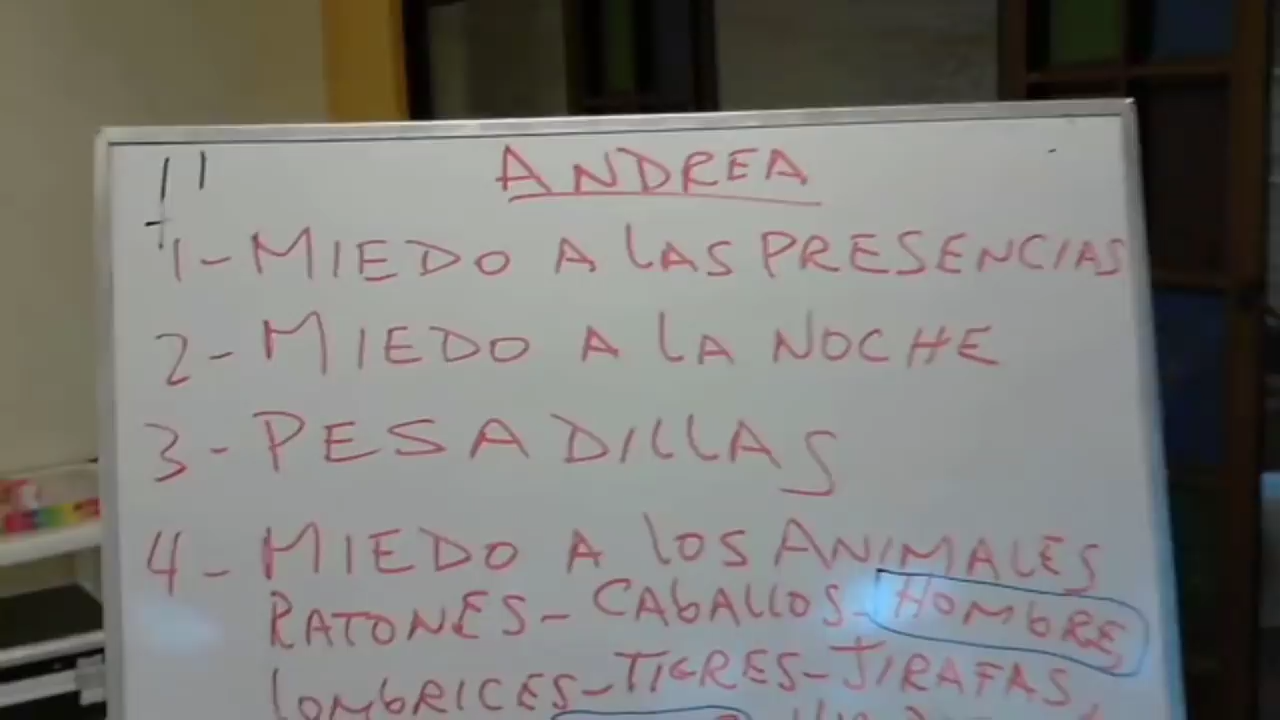 ANDREA
1- MIEDO A LAS PRESENCIAS
2- MIEDO A LA NOCHE
3- PESADILLAS
4- MIEDO A LOS ANIMALES
RATONES- CABALLOS- HOMBRE
LOMBRICES- TIGRES- JIRAFAS